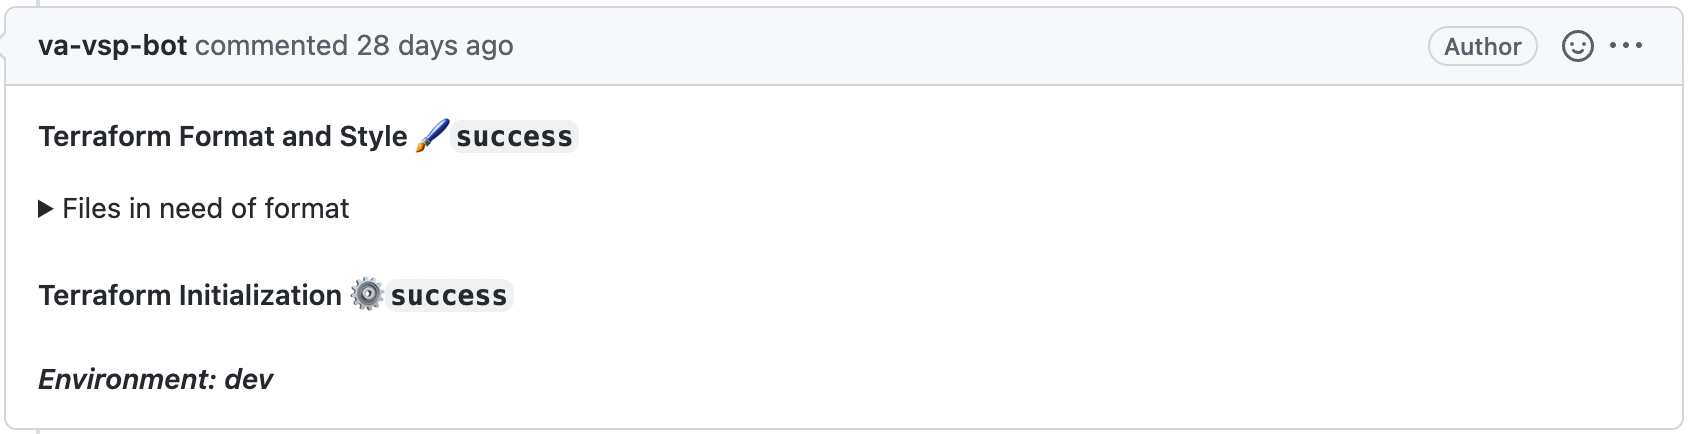 va-vsp-bot commented 28 days ago Author
Terraform Format and Style 🖌️ success
▶ Files in need of format
Terraform Initialization ⚙️ success
Environment: dev